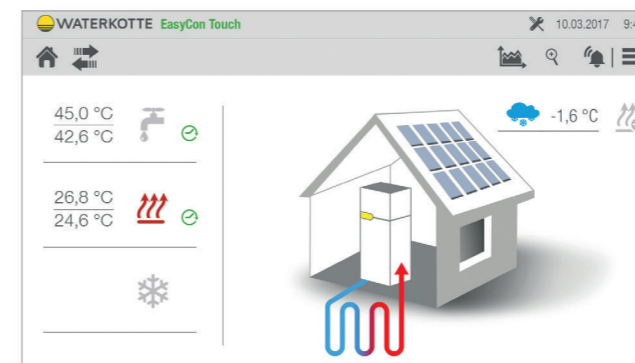 WATERKOTTE EasyCon Touch
10.03.2017
45,0 °C
42,6 °C
-1,6 °C
26,8 °C
24,6 °C